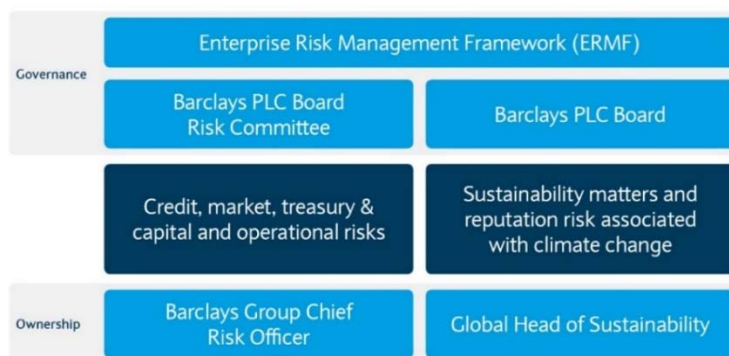 Enterprise Risk Management Framework (ERMF)
Governance
Barclays PLC Board
Risk Committee
Barclays PLC Board
Credit, market, treasury &
capital and operational risks
Sustainability matters and
reputation risk associated
with climate change
Ownership
Barclays Group Chief
Risk Officer
Global Head of Sustainability